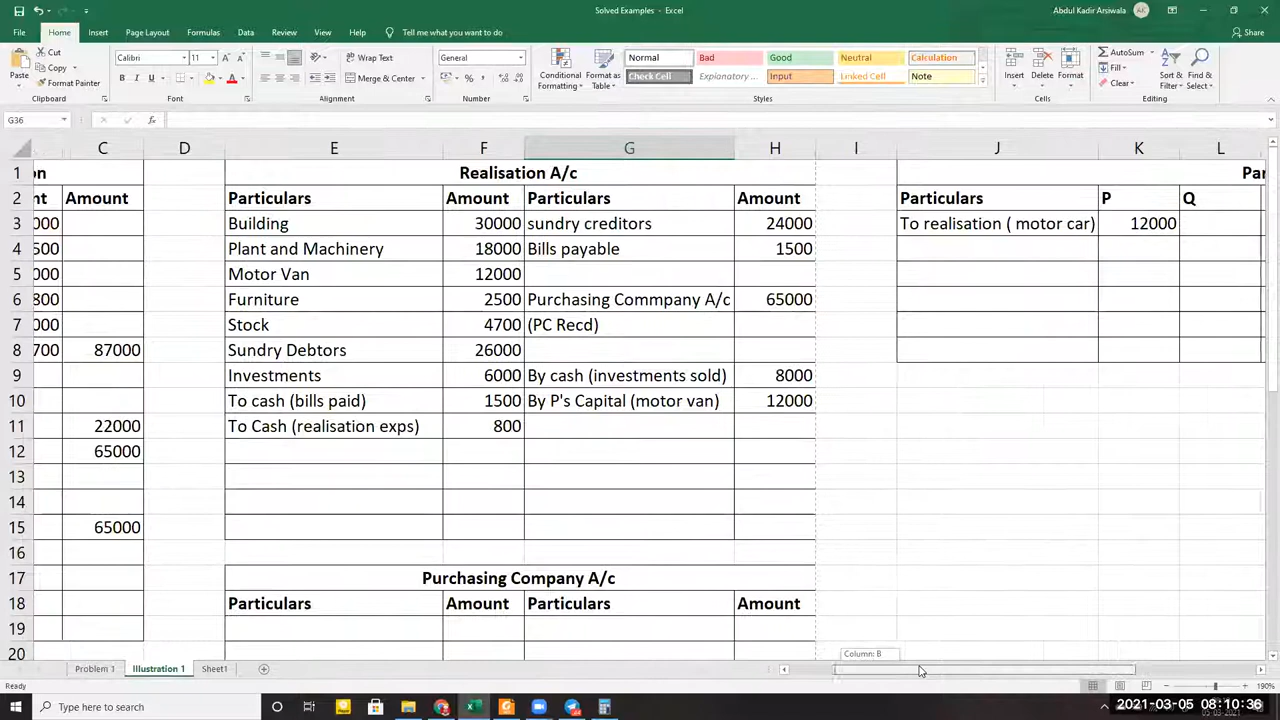 Solved Examples - Excel
Abdul Kadir Arsiwala
AK
File Home Insert Page Layout Formulas Data Review View Help Tell me what you want to do Share
Paste
Cut
Copy
Format Painter
Clipboard
Calibri 11
B I U
Font
Wrap Text
Merge & Center
Alignment
General
Number
Conditional Formatting
Format as Table
Normal Bad Good Neutral Calculation
Check Cell Explanatory ... Input Linked Cell Note
Styles
Insert Delete Format
Cells
AutoSum
Fill
Clear
Sort & Filter
Find & Select
Editing
G36
fx
C D E F G H I J K L
1 on Realisation A/c Par
2 nt Amount Particulars Amount Particulars Amount Particulars P Q
3 000 Building 30000 sundry creditors 24000 To realisation ( motor car) 12000
4 500 Plant and Machinery 18000 Bills payable 1500
5 000 Motor Van 12000
6 800 Furniture 2500 Purchasing Commpany A/c 65000
7 000 Stock 4700 (PC Recd)
8 700 87000 Sundry Debtors 26000
9 Investments 6000 By cash (investments sold) 8000
10 To cash (bills paid) 1500 By P's Capital (motor van) 12000
11 22000 To Cash (realisation exps) 800
12 65000
13
14
15 65000
16
17 Purchasing Company A/c
18 Particulars Amount Particulars Amount
19
20
Column: B
Problem 1 Illustration 1 Sheet1
Ready
190%
Type here to search
2021-03-05 08:10:36